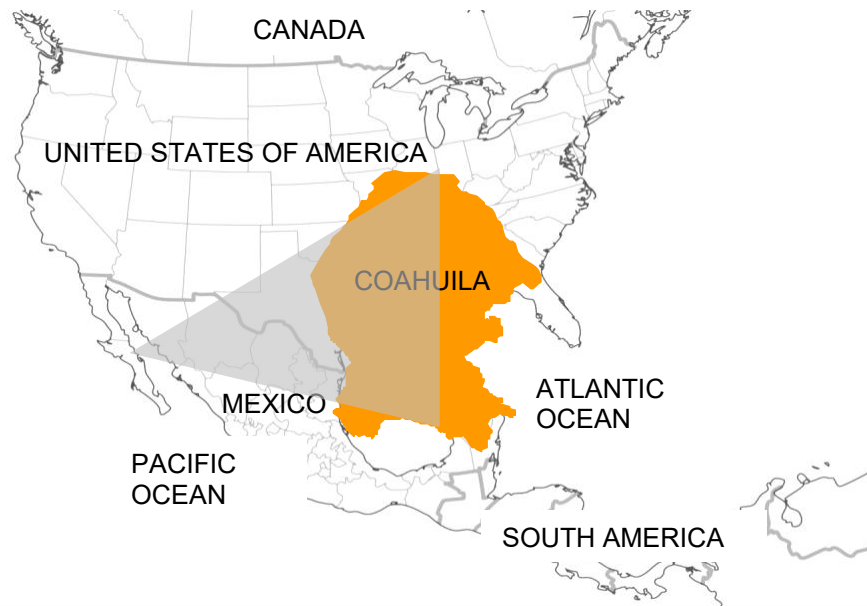 CANADA
UNITED STATES OF AMERICA
COAHUILA
MEXICO
ATLANTIC
OCEAN
PACIFIC
OCEAN
SOUTH AMERICA